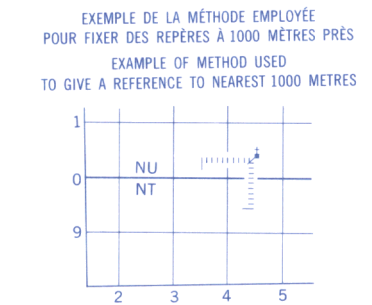 EXEMPLE DE LA MÉTHODE EMPLOYÉE
POUR FIXER DES REPÈRES À 1000 MÈTRES PRÈS
EXAMPLE OF METHOD USED
TO GIVE A REFERENCE TO NEAREST 1000 METRES
1
NU
0
NT
9
2 3 4 5